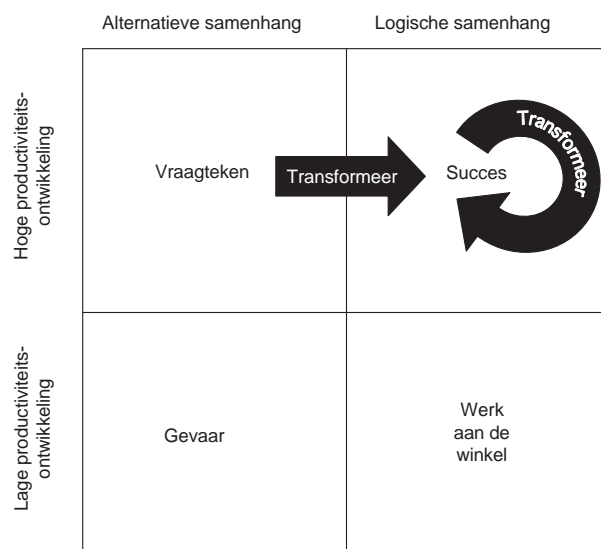 Alternatieve samenhang
Logische samenhang
Hoge productiviteits-
ontwikkeling
Vraagteken
Transformeer
Succes
Transformeer
Lage productiviteits-
ontwikkeling
Gevaar
Werk
aan de
winkel